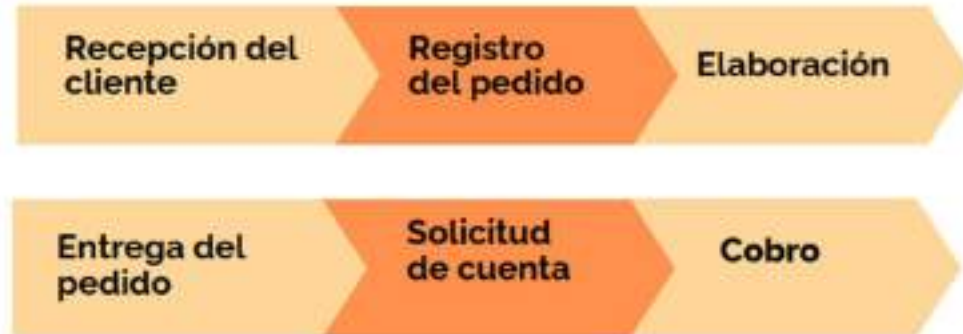 Recepción del
cliente
Registro
del pedido
Elaboración
Entrega del
pedido
Solicitud
de cuenta
Cobro